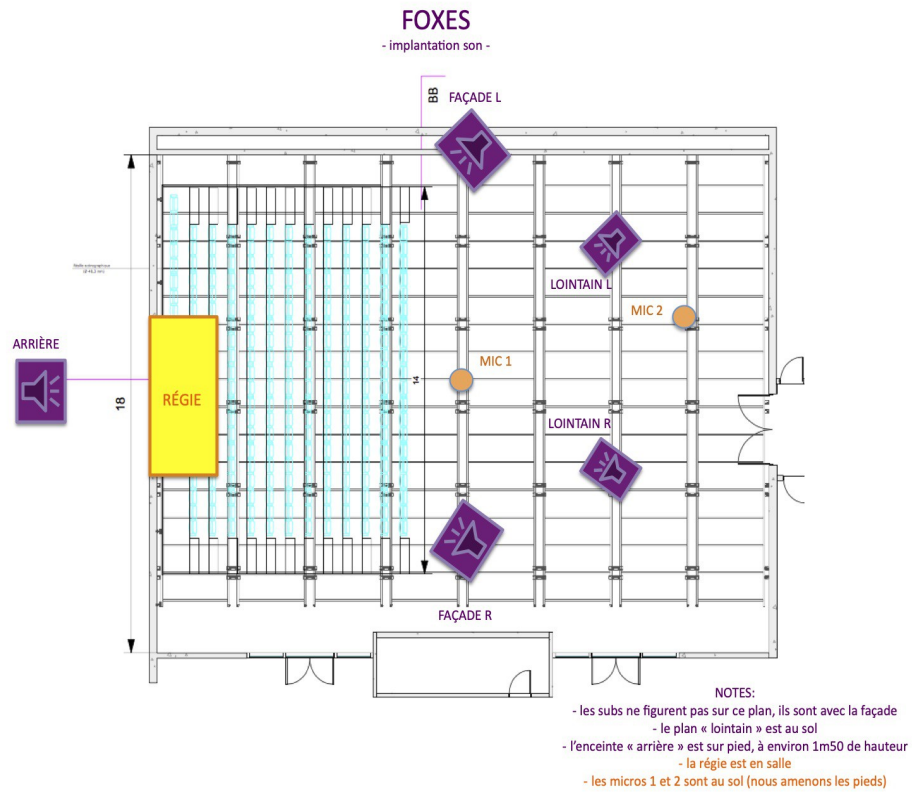 FOXES
- implantation son -
BB
FAÇADE L
LOINTAIN L
MIC 2
ARRIÈRE
MIC 1
14
18
RÉGIE
LOINTAIN R
FAÇADE R
NOTES:
- les subs ne figurent pas sur ce plan, ils sont avec la façade
- le plan « lointain » est au sol
- l'enceinte « arrière » est sur pied, à environ 1m50 de hauteur
- la régie est en salle
- les micros 1 et 2 sont au sol (nous amenons les pieds)